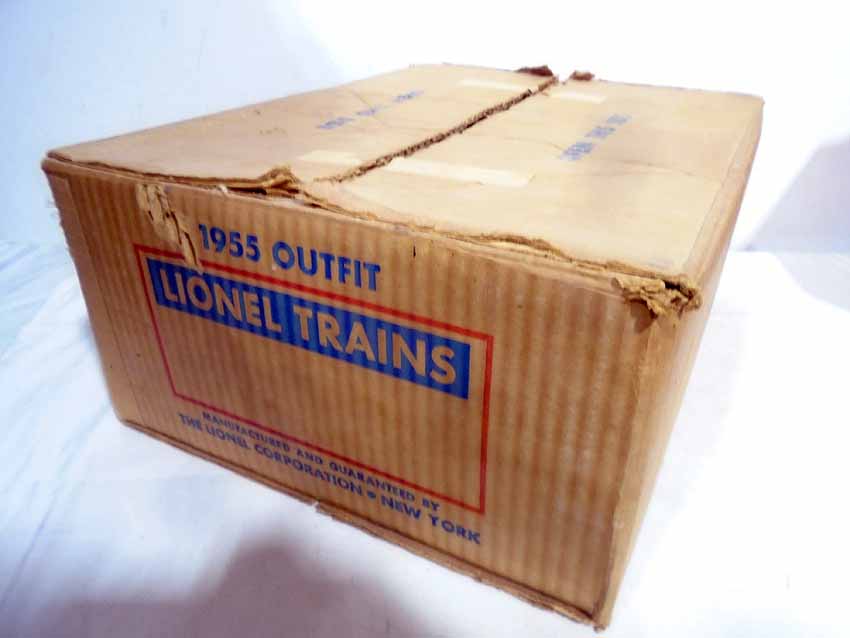 1955 OUTFIT
LIONEL TRAINS
MANUFACTURED AND GUARANTEED BY
THE LIONEL CORPORATION • NEW YORK